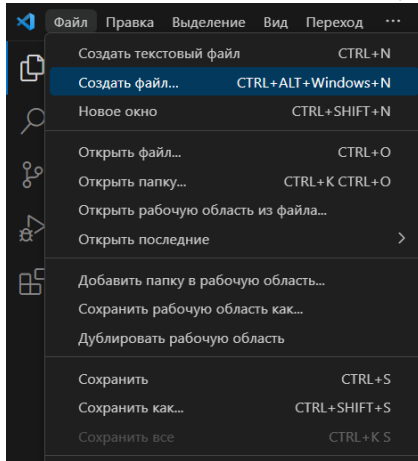 Файл Правка Выделение Вид Переход ···
Создать текстовый файл CTRL+N
Создать файл... CTRL+ALT+Windows+N
Новое окно CTRL+SHIFT+N
Открыть файл... CTRL+O
Открыть папку... CTRL+K CTRL+O
Открыть рабочую область из файла...
Открыть последние
Добавить папку в рабочую область...
Сохранить рабочую область как...
Дублировать рабочую область
Сохранить CTRL+S
Сохранить как... CTRL+SHIFT+S
Сохранить все CTRL+K S